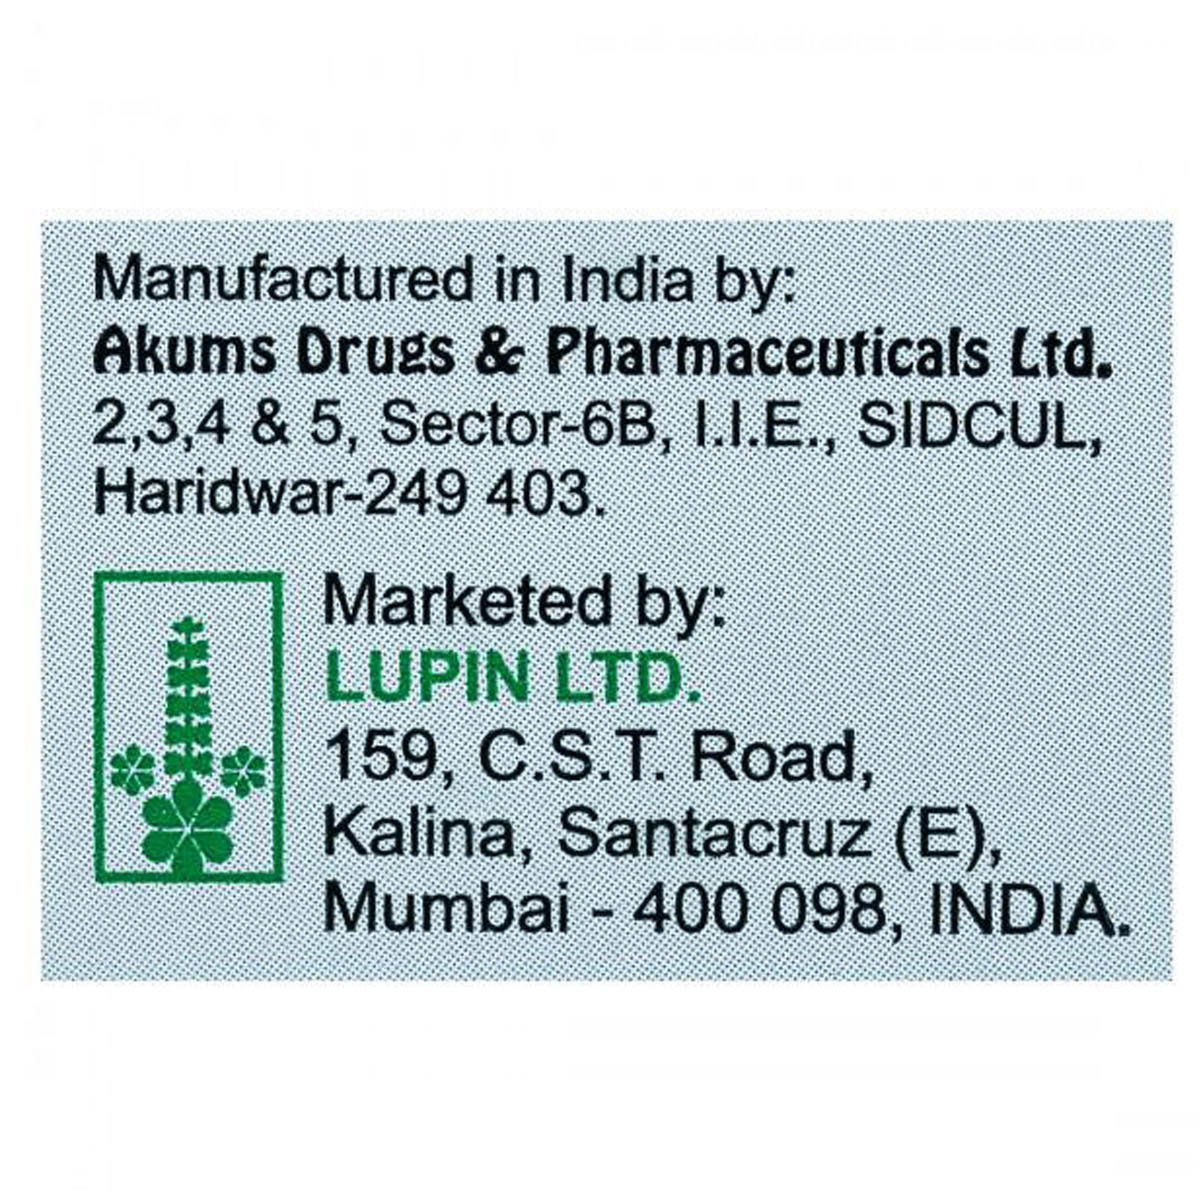 Manufactured in India by:
Akums Drugs & Pharmaceuticals Ltd.
2,3,4 & 5, Sector-6B, I.I.E., SIDCUL,
Haridwar-249 403.
Marketed by:
LUPIN LTD.
159, C.S.T. Road,
Kalina, Santacruz (E),
Mumbai - 400 098, INDIA.